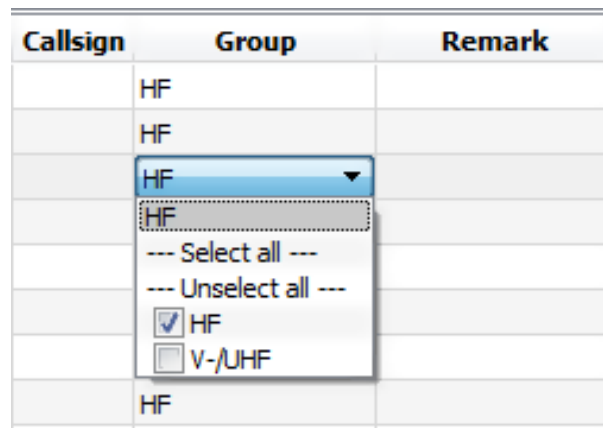 Callsign Group Remark
HF
HF
HF
HF
--- Select all ---
--- Unselect all ---
HF
V-/UHF
HF